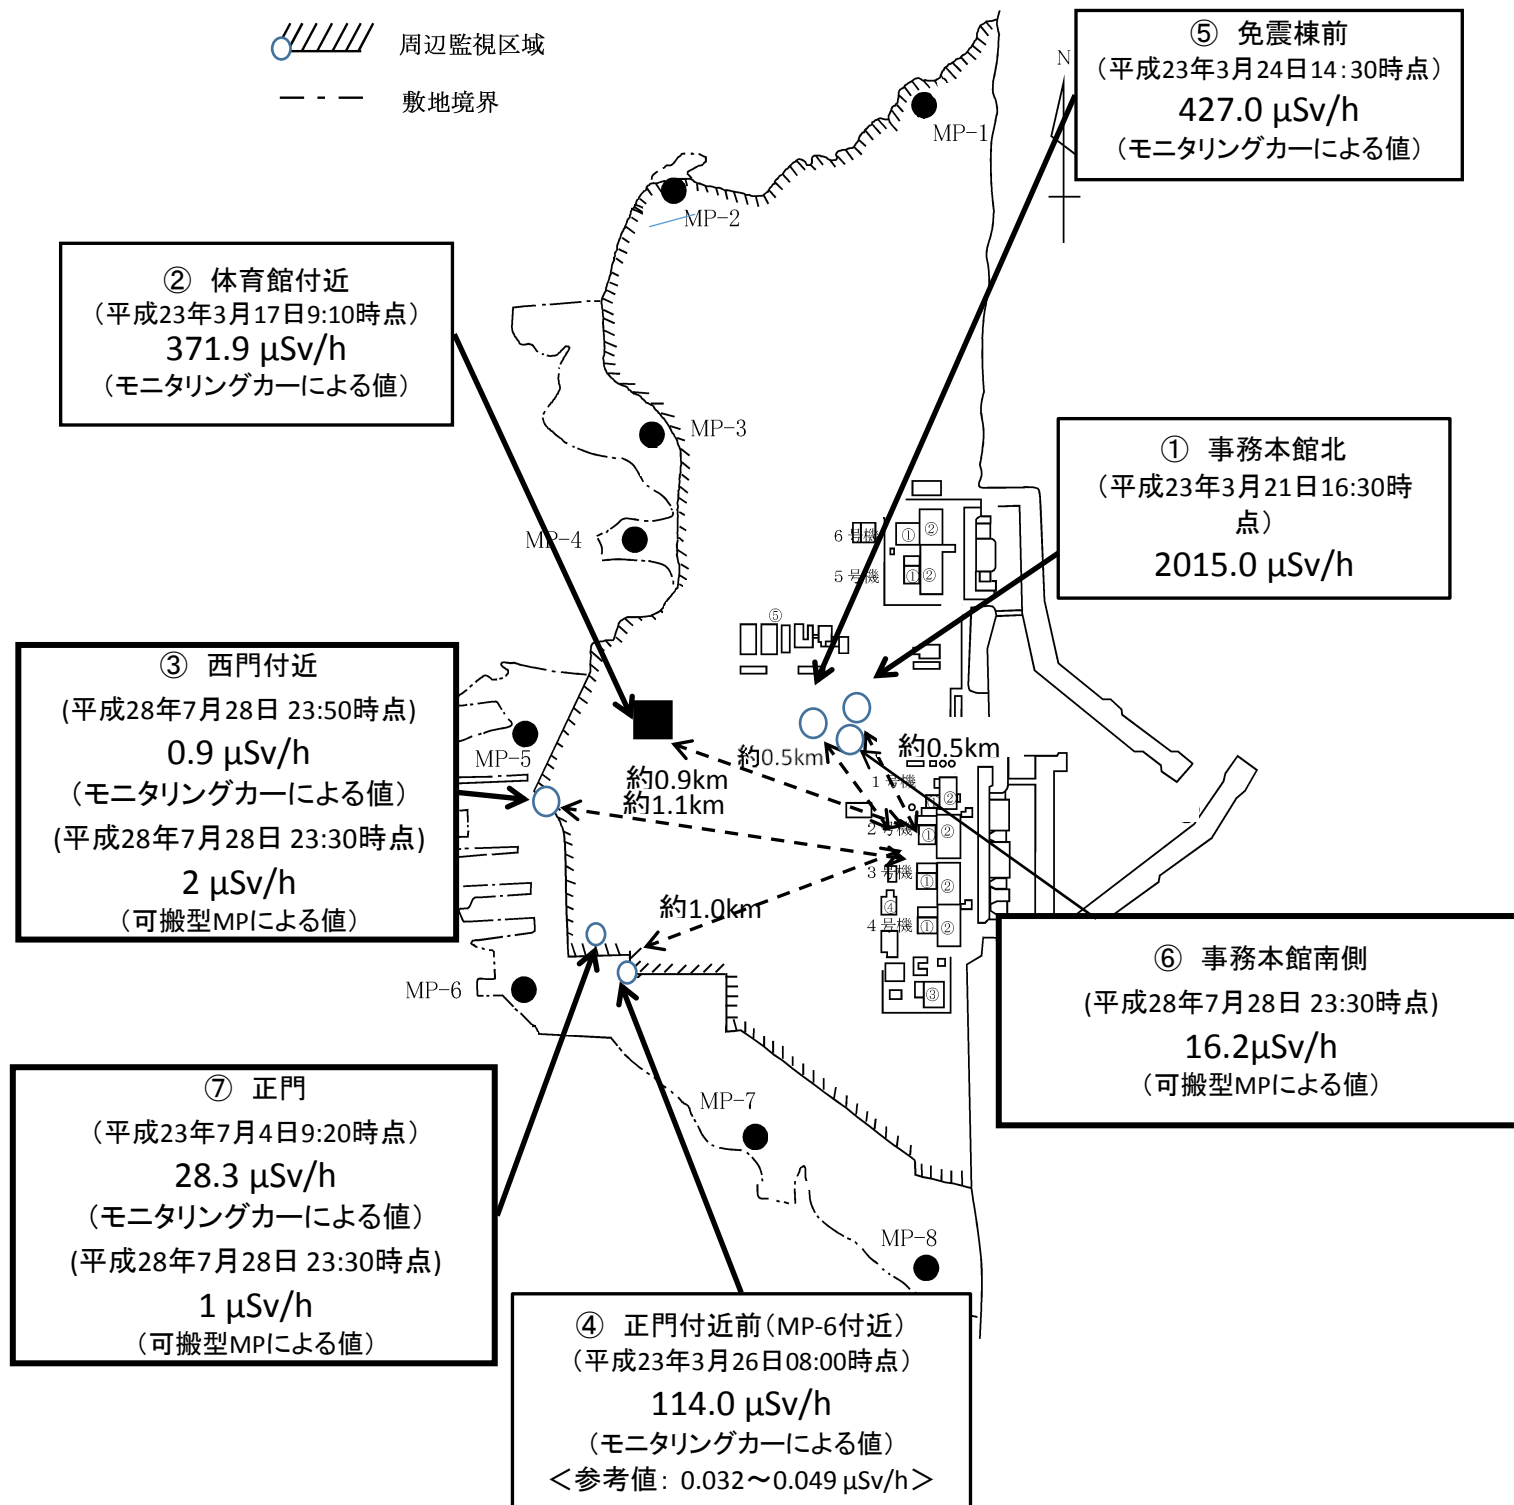 周辺監視区域
敷地境界
N
⑤ 免震棟前
（平成23年3月24日14:30時点）
427.0 µSv/h
（モニタリングカーによる値）
MP-1
MP-2
② 体育館付近
（平成23年3月17日9:10時点）
371.9 µSv/h
（モニタリングカーによる値）
MP-3
① 事務本館北
（平成23年3月21日16:30時
点）
2015.0 µSv/h
MP-4
6号機
①
②
5号機
①
②
⑤
③ 西門付近
(平成28年7月28日 23:50時点)
0.9 µSv/h
（モニタリングカーによる値）
(平成28年7月28日 23:30時点)
2 µSv/h
（可搬型MPによる値）
MP-5
約0.5km
約0.5km
約0.9km
約1.1km
1号機
①
②
2号機
①
②
3号機
①
②
約1.0km
④
4号機
①
②
③
MP-6
⑥ 事務本館南側
(平成28年7月28日 23:30時点)
16.2µSv/h
（可搬型MPによる値）
⑦ 正門
（平成23年7月4日9:20時点）
28.3 µSv/h
（モニタリングカーによる値）
(平成28年7月28日 23:30時点)
1 µSv/h
（可搬型MPによる値）
MP-7
MP-8
④ 正門付近前（MP-6付近）
（平成23年3月26日08:00時点）
114.0 µSv/h
（モニタリングカーによる値）
＜参考値： 0.032～0.049 µSv/h＞